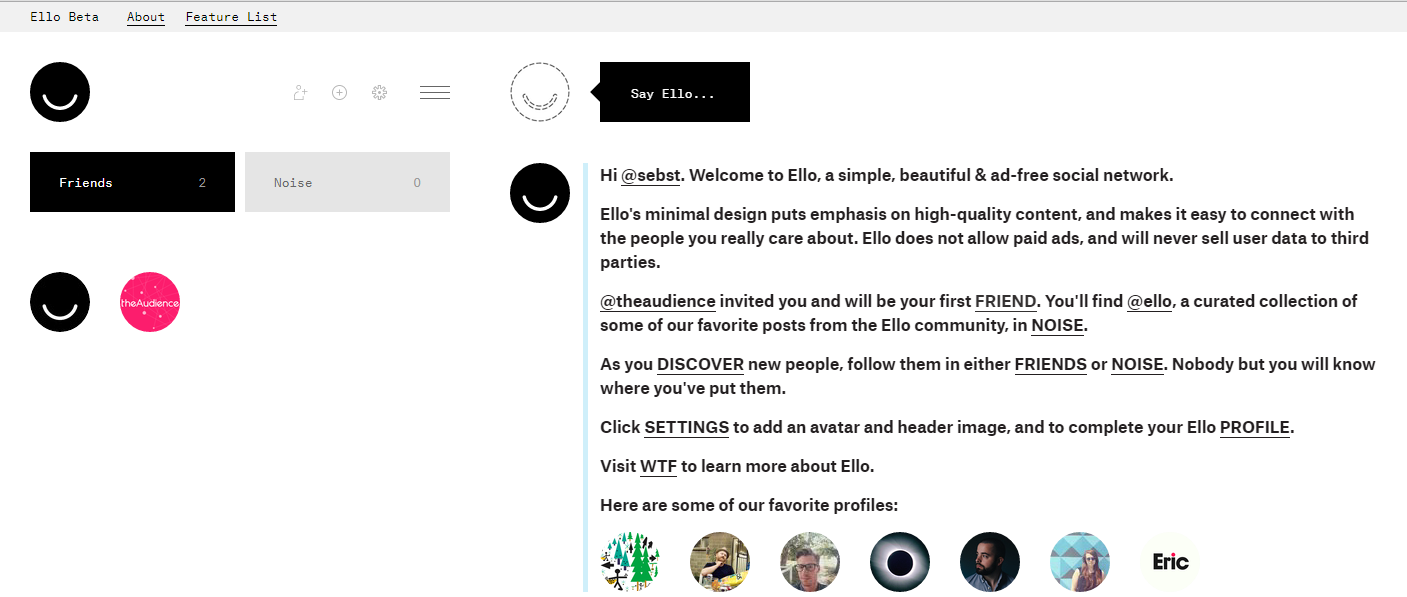 Ello Beta About Feature List
Say Ello...
Friends 2 Noise 0
theAudience
Hi @sebst. Welcome to Ello, a simple, beautiful & ad-free social network.
Ello's minimal design puts emphasis on high-quality content, and makes it easy to connect with
the people you really care about. Ello does not allow paid ads, and will never sell user data to third
parties.
@theaudience invited you and will be your first FRIEND. You'll find @ello, a curated collection of
some of our favorite posts from the Ello community, in NOISE.
As you DISCOVER new people, follow them in either FRIENDS or NOISE. Nobody but you will know
where you've put them.
Click SETTINGS to add an avatar and header image, and to complete your Ello PROFILE.
Visit WTF to learn more about Ello.
Here are some of our favorite profiles:
Eric